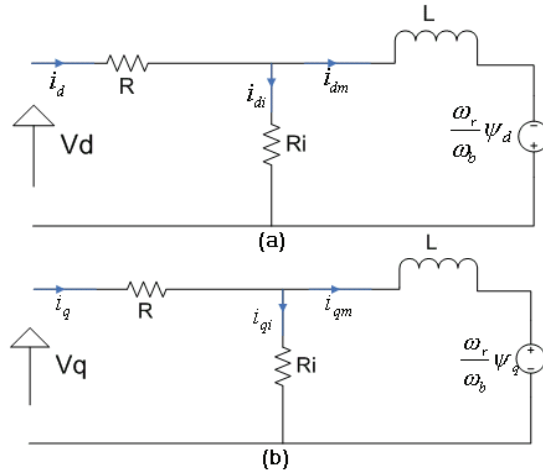 L
i_d
R
i_di
i_dm
Vd
Ri
ω_r/ω_b ψ_d
(a)
L
i_q
R
i_qi
i_qm
Vq
Ri
ω_r/ω_b ψ_q
(b)